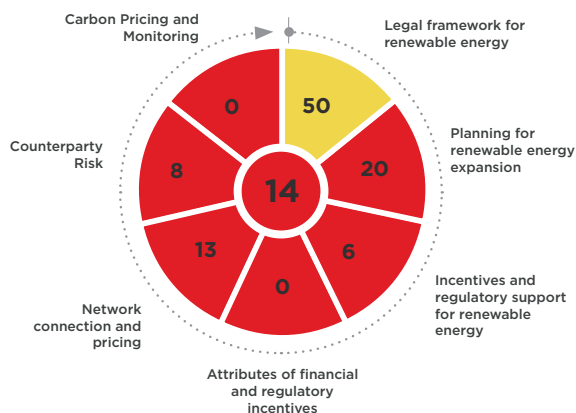 Carbon Pricing and
Monitoring
Legal framework for
renewable energy
0
50
Counterparty
Risk
8
14
20
Planning for
renewable energy
expansion
13
6
0
Network
connection and
pricing
Incentives and
regulatory support
for renewable
energy
Attributes of financial
and regulatory
incentives